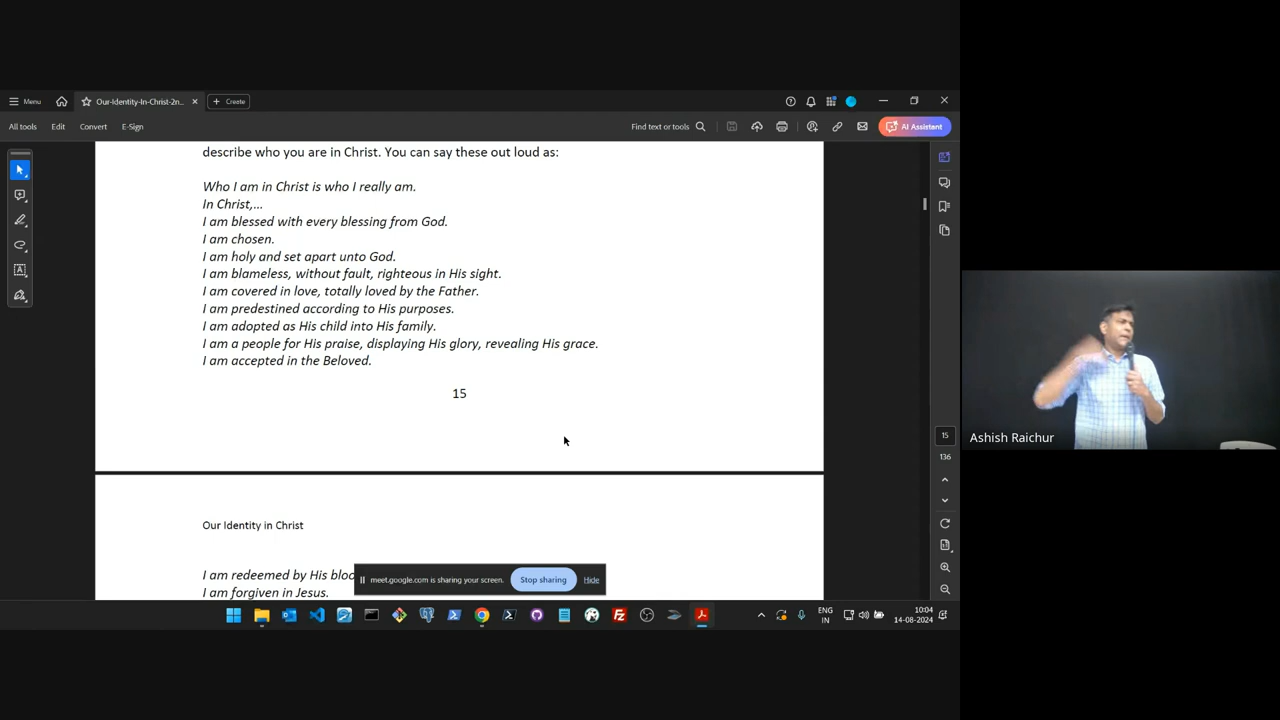 Menu
Our-Identity-In-Christ-2n...
Create
All tools
Edit
Convert
E-Sign
Find text or tools
AI Assistant
describe who you are in Christ. You can say these out loud as:
Who I am in Christ is who I really am.
In Christ,...
I am blessed with every blessing from God.
I am chosen.
I am holy and set apart unto God.
I am blameless, without fault, righteous in His sight.
I am covered in love, totally loved by the Father.
I am predestined according to His purposes.
I am adopted as His child into His family.
I am a people for His praise, displaying His glory, revealing His grace.
I am accepted in the Beloved.
15
15
136
Our Identity in Christ
I am redeemed by His bloo
I am forgiven in Jesus.
meet.google.com is sharing your screen.
Stop sharing
Hide
Ashish Raichur
ENG
IN
10:04
14-08-2024